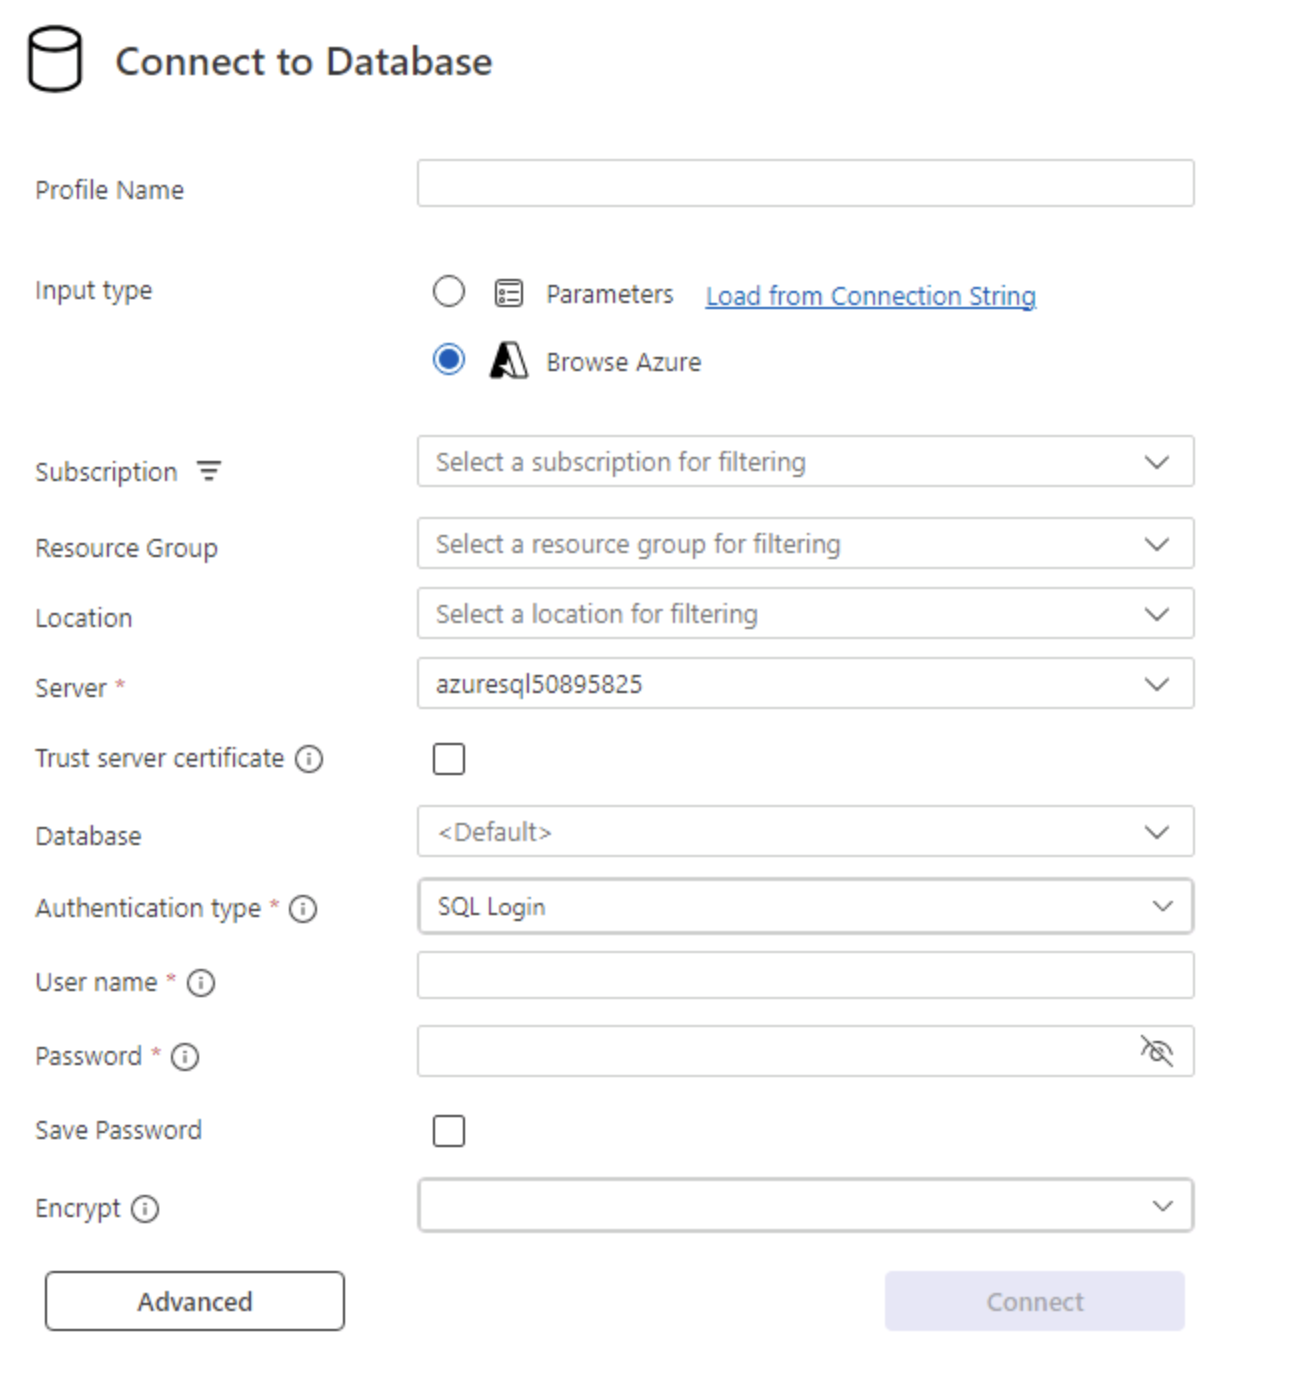 Connect to Database
Profile Name
Input type
Parameters Load from Connection String
Browse Azure
Subscription Select a subscription for filtering
Resource Group Select a resource group for filtering
Location Select a location for filtering
Server * azuresql50895825
Trust server certificate
Database <Default>
Authentication type * SQL Login
User name *
Password *
Save Password
Encrypt
Advanced Connect